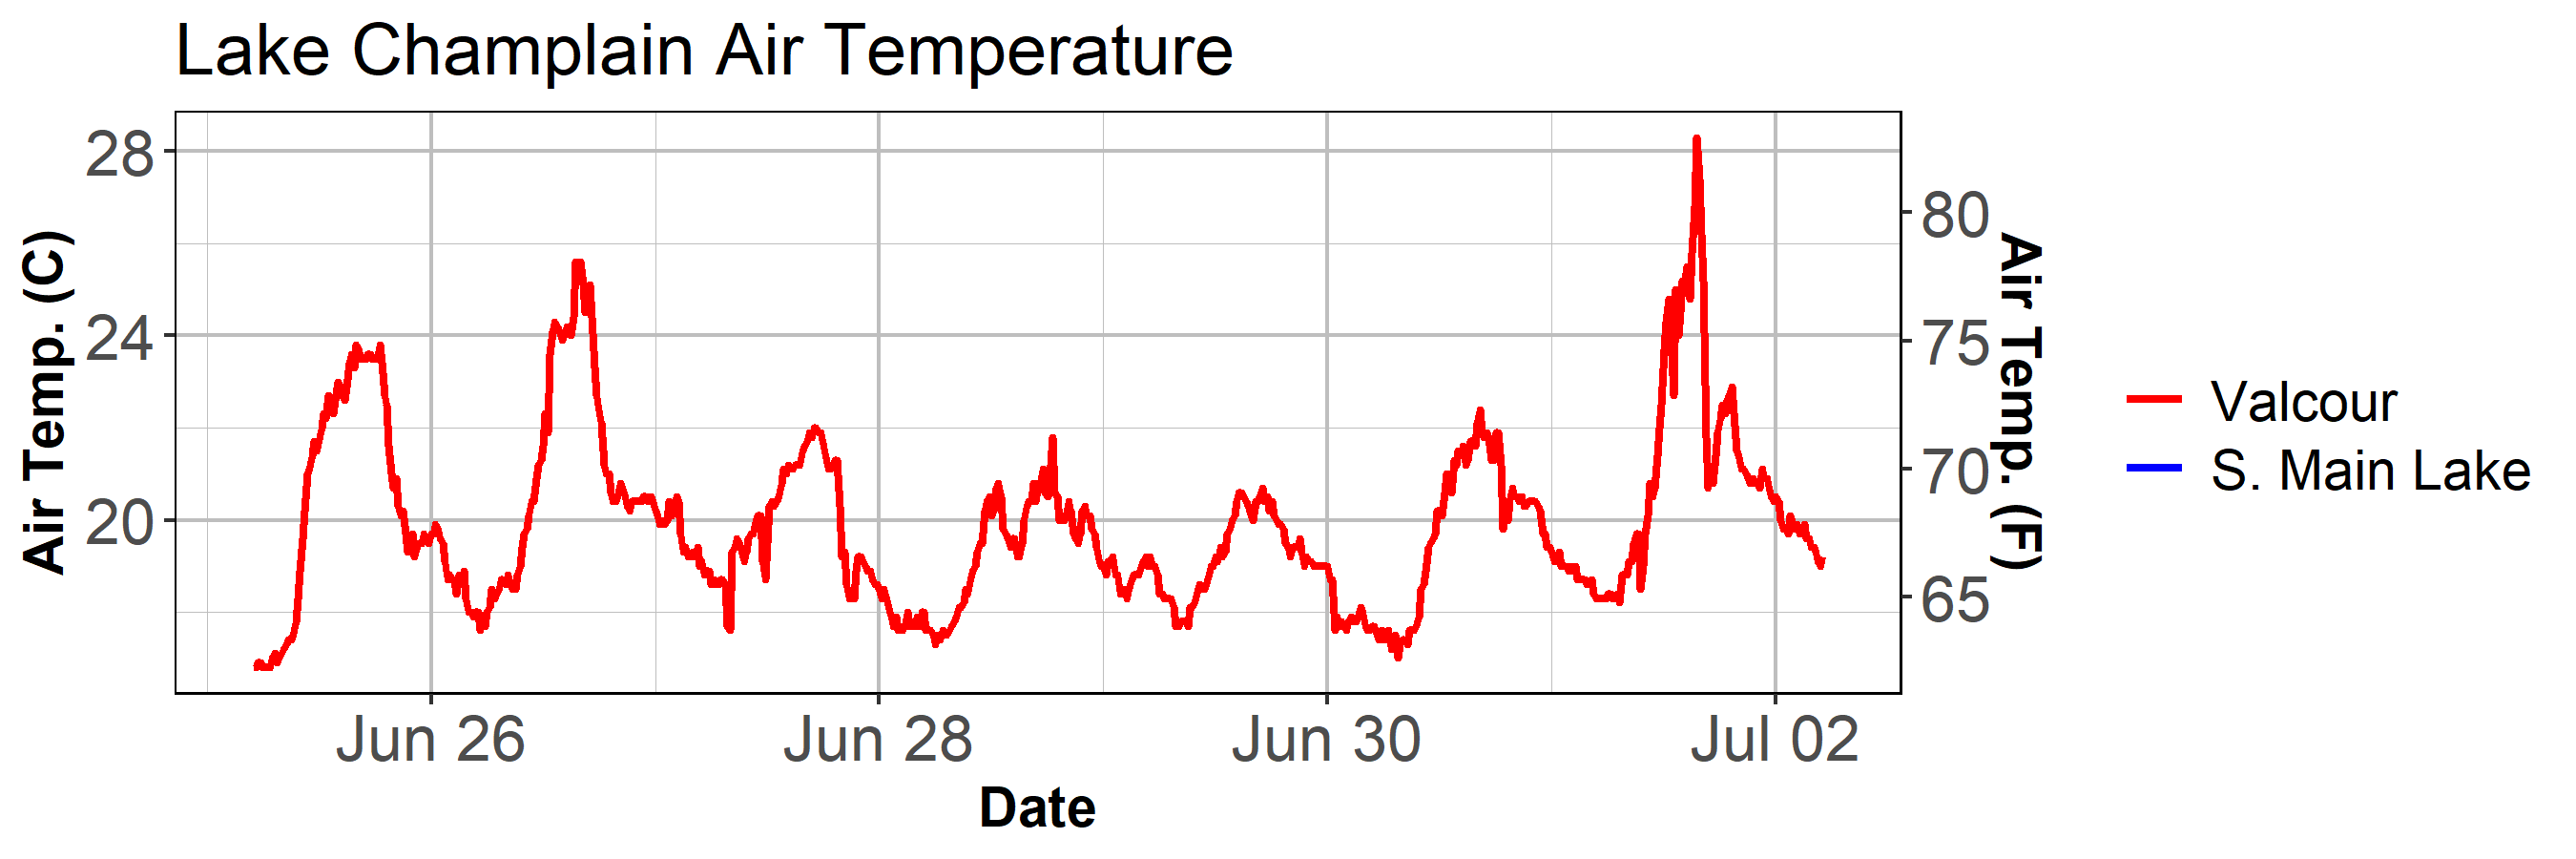 Lake Champlain Air Temperature
Air Temp. (C)
28
24
20
80
75
70
65
Air Temp. (F)
Valcour
S. Main Lake
Jun 26
Jun 28
Jun 30
Jul 02
Date